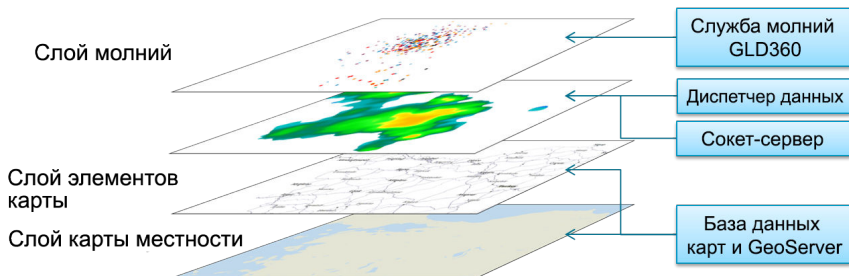 Слой молний
Служба молний
GLD360
Диспетчер данных
Сокет-сервер
Слой элементов
карты
Слой карты местности
База данных
карт и GeoServer